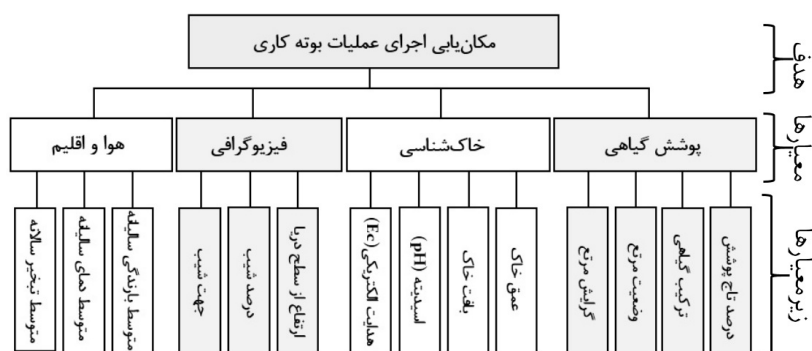 مکان‌یابی اجرای عملیات بوته کاری
هدف
پوشش گیاهی
خاک‌شناسی
فیزیوگرافی
هوا و اقلیم
معیارها
درصد تاج پوشش
ترکیب گیاهی
وضعیت مرتع
گرایش مرتع
عمق خاک
بافت خاک
اسیدیته (pH)
هدایت الکتریکی(Ec)
ارتفاع از سطح دریا
درصد شیب
جهت شیب
متوسط بارندگی سالیانه
متوسط دمای سالیانه
متوسط تبخیر سالانه
زیرمعیارها